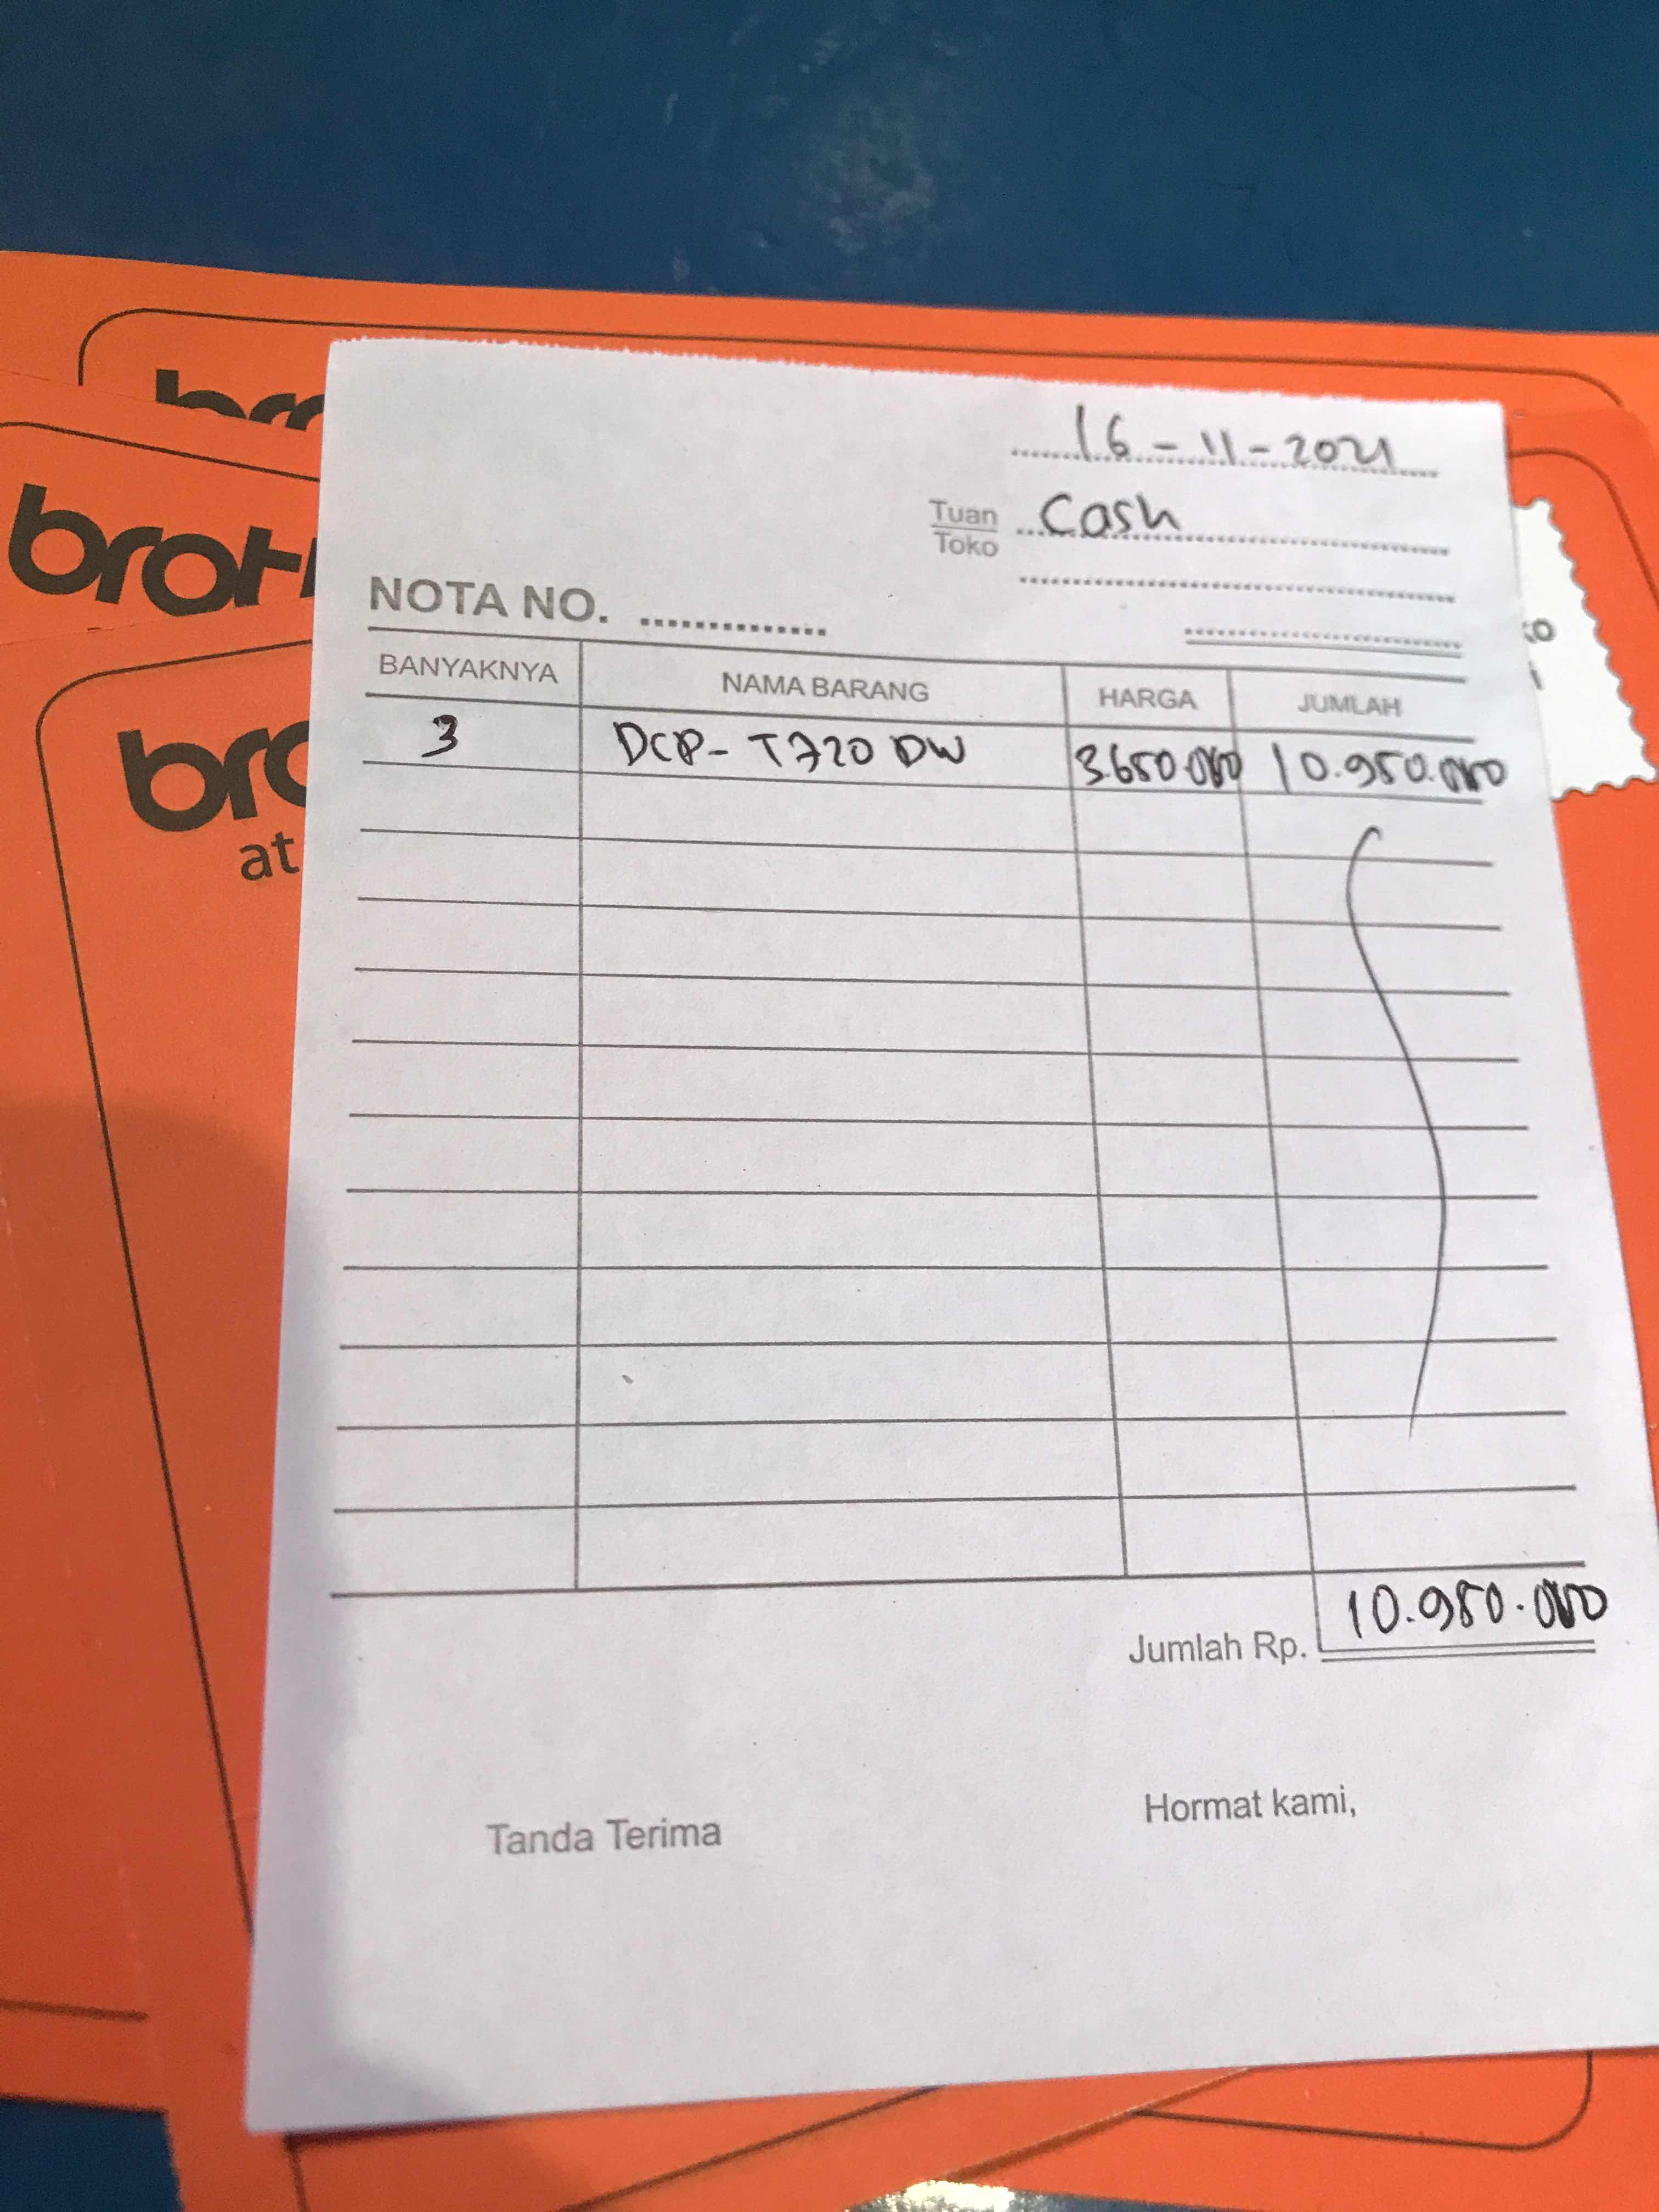 bro
brot
bro
at
16-11-2021
Tuan Cash
Toko
NOTA NO.
BANYAKNYA NAMA BARANG HARGA JUMLAH
3 DCP-T720 DW 3.650.000 10.950.000
Jumlah Rp. 10.950.000
Tanda Terima Hormat kami,